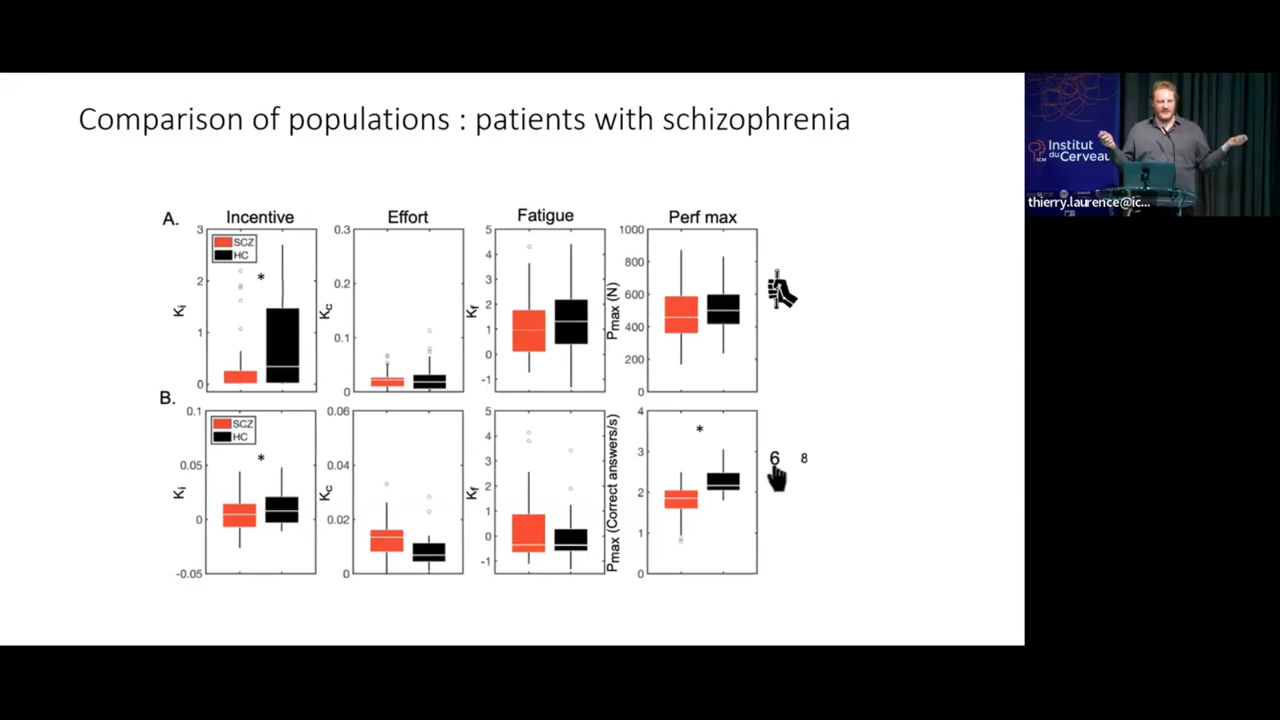 Comparison of populations : patients with schizophrenia
Institut
du Cerveau
ICM
thierry.laurence@ic...
A.
Incentive
Effort
Fatigue
Perf max
3
2
1
0
Ki
SCZ
HC
*
0.3
0.2
0.1
0
Kc
5
4
3
2
1
0
-1
Kf
1000
800
600
400
200
0
Pmax (N)
B.
0.1
0.05
0
-0.05
Ki
SCZ
HC
*
0.06
0.04
0.02
0
Kc
5
4
3
2
1
0
-1
Kf
4
3
2
1
0
Pmax (Correct answers/s)
*
6 8